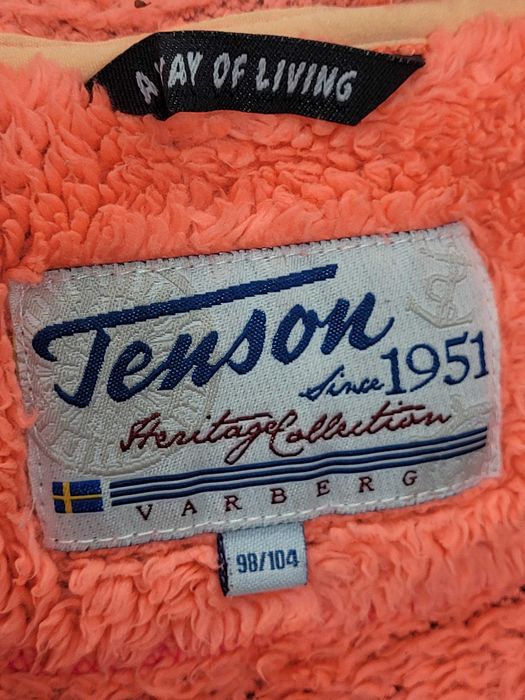 A WAY OF LIVING
Tenson
Since 1951
Heritage Collection
VARBERG
98/104